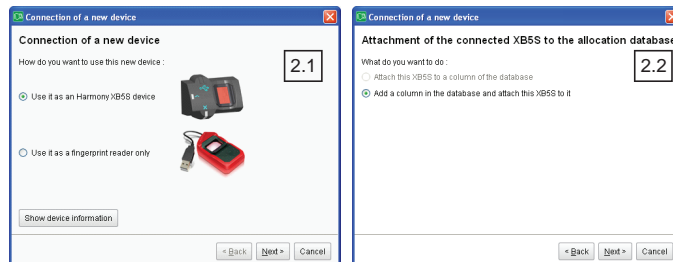 Connection of a new device
Connection of a new device
How do you want to use this new device :
2.1
Use it as an Harmony XB5S device
Use it as a fingerprint reader only
Show device information
< Back
Next >
Cancel
Connection of a new device
Attachment of the connected XB5S to the allocation database
What do you want to do :
2.2
Attach this XB5S to a column of the database
Add a column in the database and attach this XB5S to it
< Back
Next >
Cancel